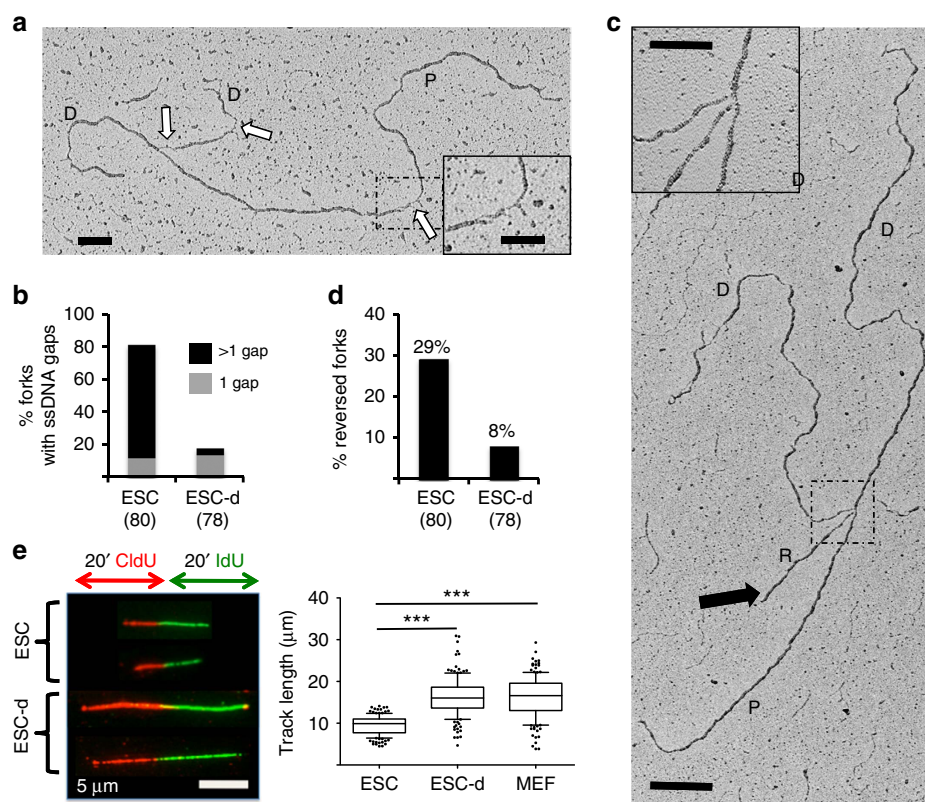 a
D
D
P
b
% forks
with ssDNA gaps
100
80
60
40
20
>1 gap
1 gap
ESC
(80)
ESC-d
(78)
d
% reversed forks
40
30
20
10
29%
8%
ESC
(80)
ESC-d
(78)
c
D
D
D
R
P
e
20′ CldU
20′ IdU
ESC
ESC-d
5 μm
Track length (μm)
40
30
20
10
***
***
ESC
ESC-d
MEF